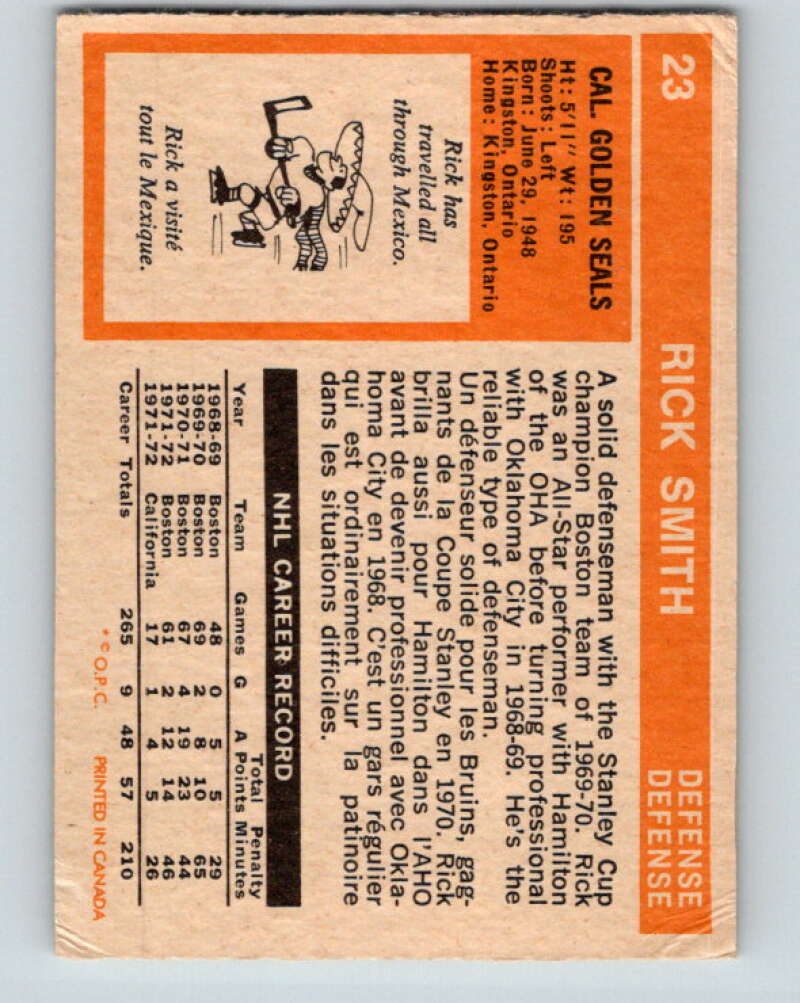 23
RICK SMITH
DEFENSE
DEFENSE
CAL. GOLDEN SEALS
Ht: 5'11" Wt: 195
Shoots: Left
Born: June 29, 1948
Kingston, Ontario
Home: Kingston, Ontario
Rick has
travelled all
through Mexico.
Rick a visité
tout le Mexique.
A solid defenseman with the Stanley Cup
champion Boston team of 1969-70. Rick
was an All-Star performer with Hamilton
of the OHA before turning professional
with Oklahoma City in 1968-69. He's the
reliable type of defenseman.
Un défenseur solide pour les Bruins, gag-
nants de la Coupe Stanley en 1970. Rick
brilla aussi pour Hamilton dans l'AHO
avant de devenir professionnel avec Okla-
homa City en 1968. C'est un gars régulier
qui est ordinairement sur la patinoire
dans les situations difficiles.
NHL CAREER RECORD
Total Penalty
Year Team Games G A Points Minutes
1968-69 Boston 48 0 5 5 29
1969-70 Boston 69 2 8 10 65
1970-71 Boston 67 4 19 23 44
1971-72 Boston 61 2 12 14 46
1971-72 California 17 1 4 5 26
Career Totals 265 9 48 57 210
* © O.P.C. PRINTED IN CANADA